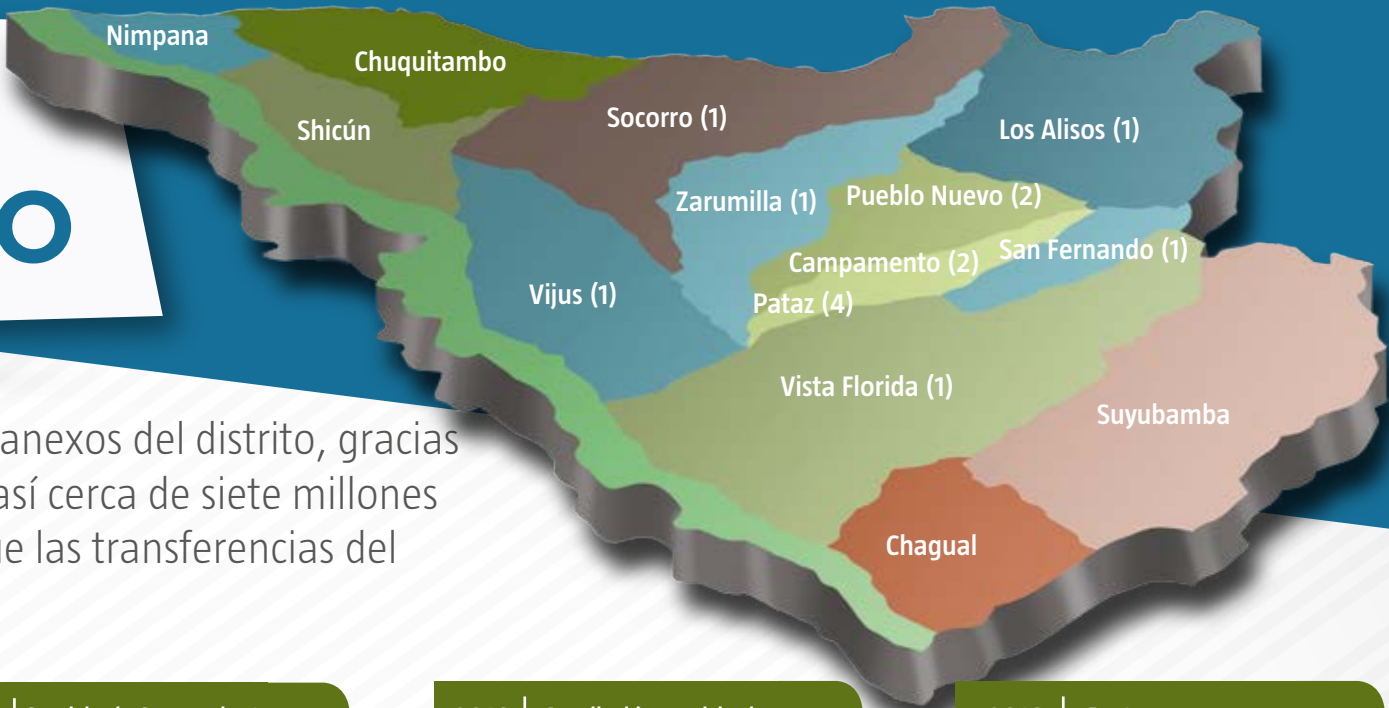 Nimpana
Chuquitambo
Shicún
Socorro (1)
Los Alisos (1)
Zarumilla (1)
Pueblo Nuevo (2)
Campamento (2)
San Fernando (1)
Vijus (1)
Pataz (4)
Vista Florida (1)
Suyubamba
Chagual
o
anexos del distrito, gracias
así cerca de siete millones
ue las transferencias del